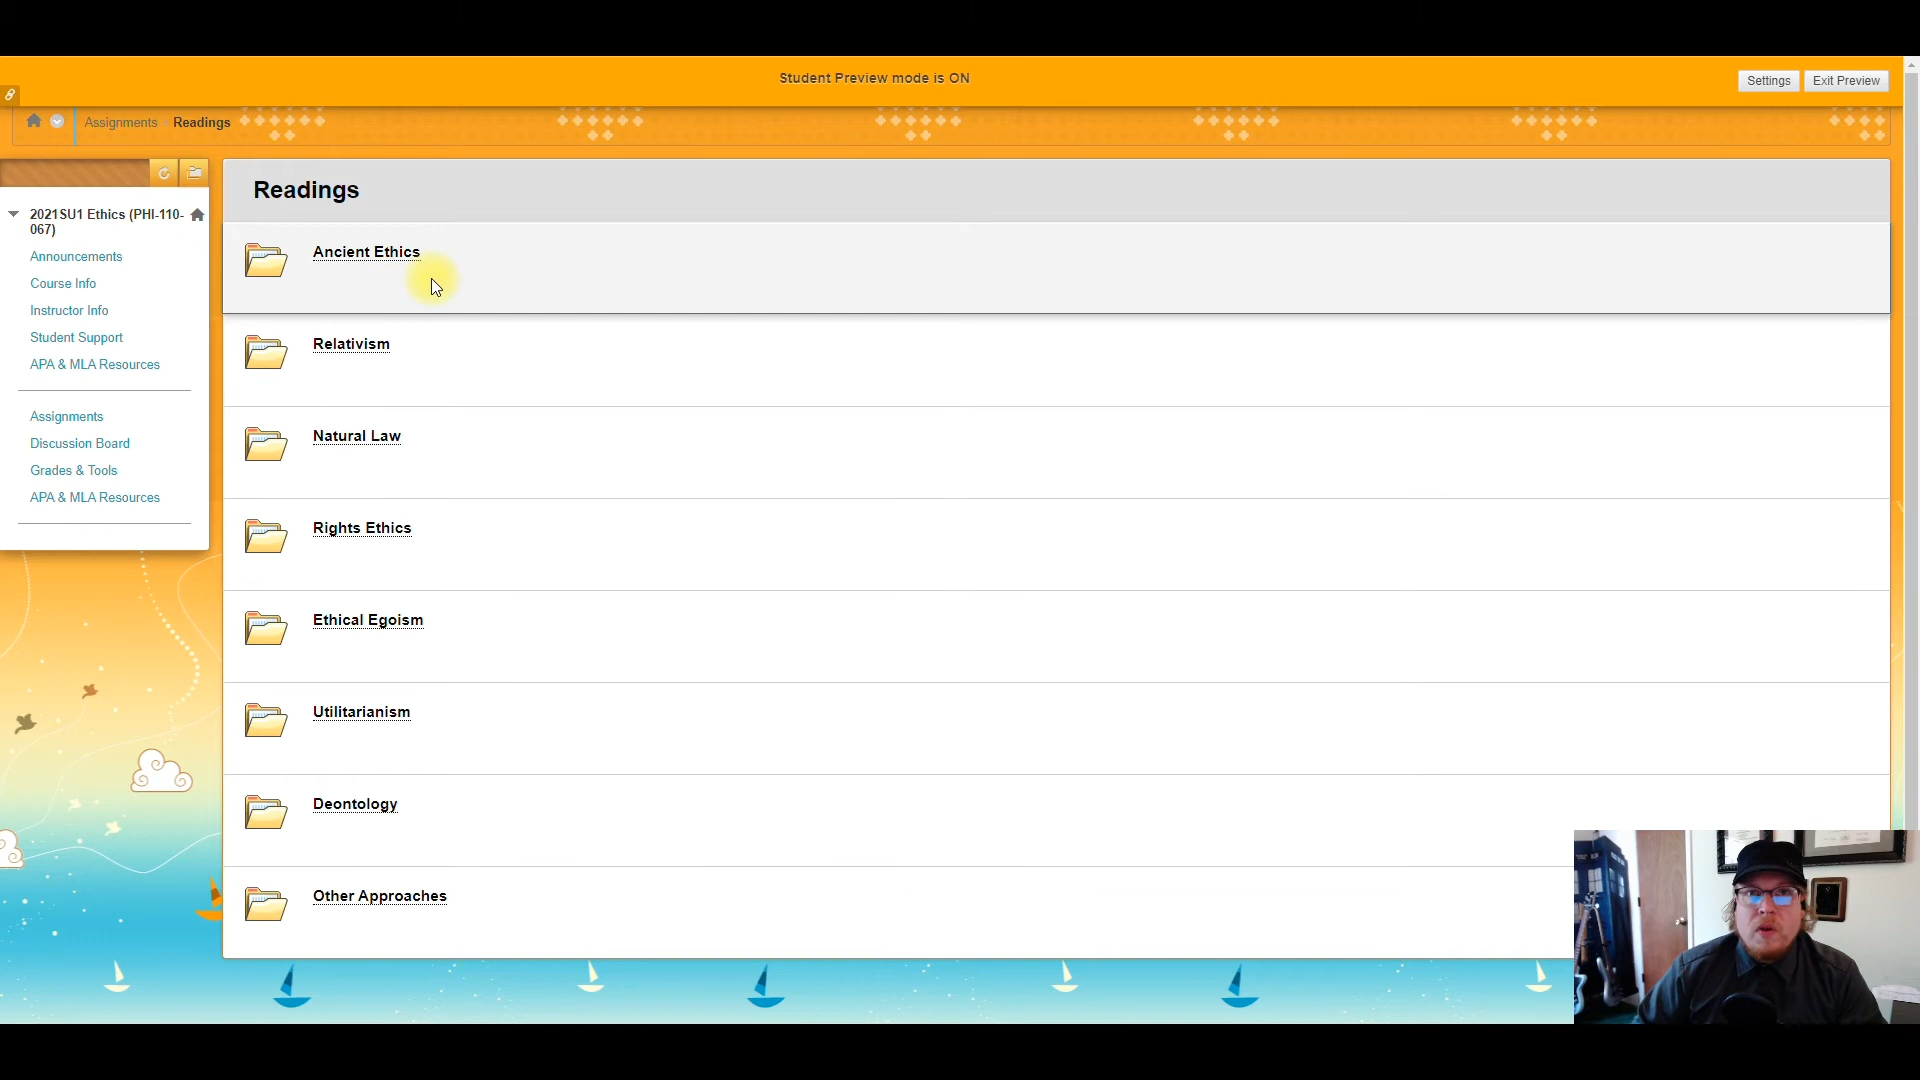 Student Preview mode is ON
Settings
Exit Preview
Assignments
Readings
2021SU1 Ethics (PHI-110-
067)
Announcements
Course Info
Instructor Info
Student Support
APA & MLA Resources
Assignments
Discussion Board
Grades & Tools
APA & MLA Resources
Readings
Ancient Ethics
Relativism
Natural Law
Rights Ethics
Ethical Egoism
Utilitarianism
Deontology
Other Approaches